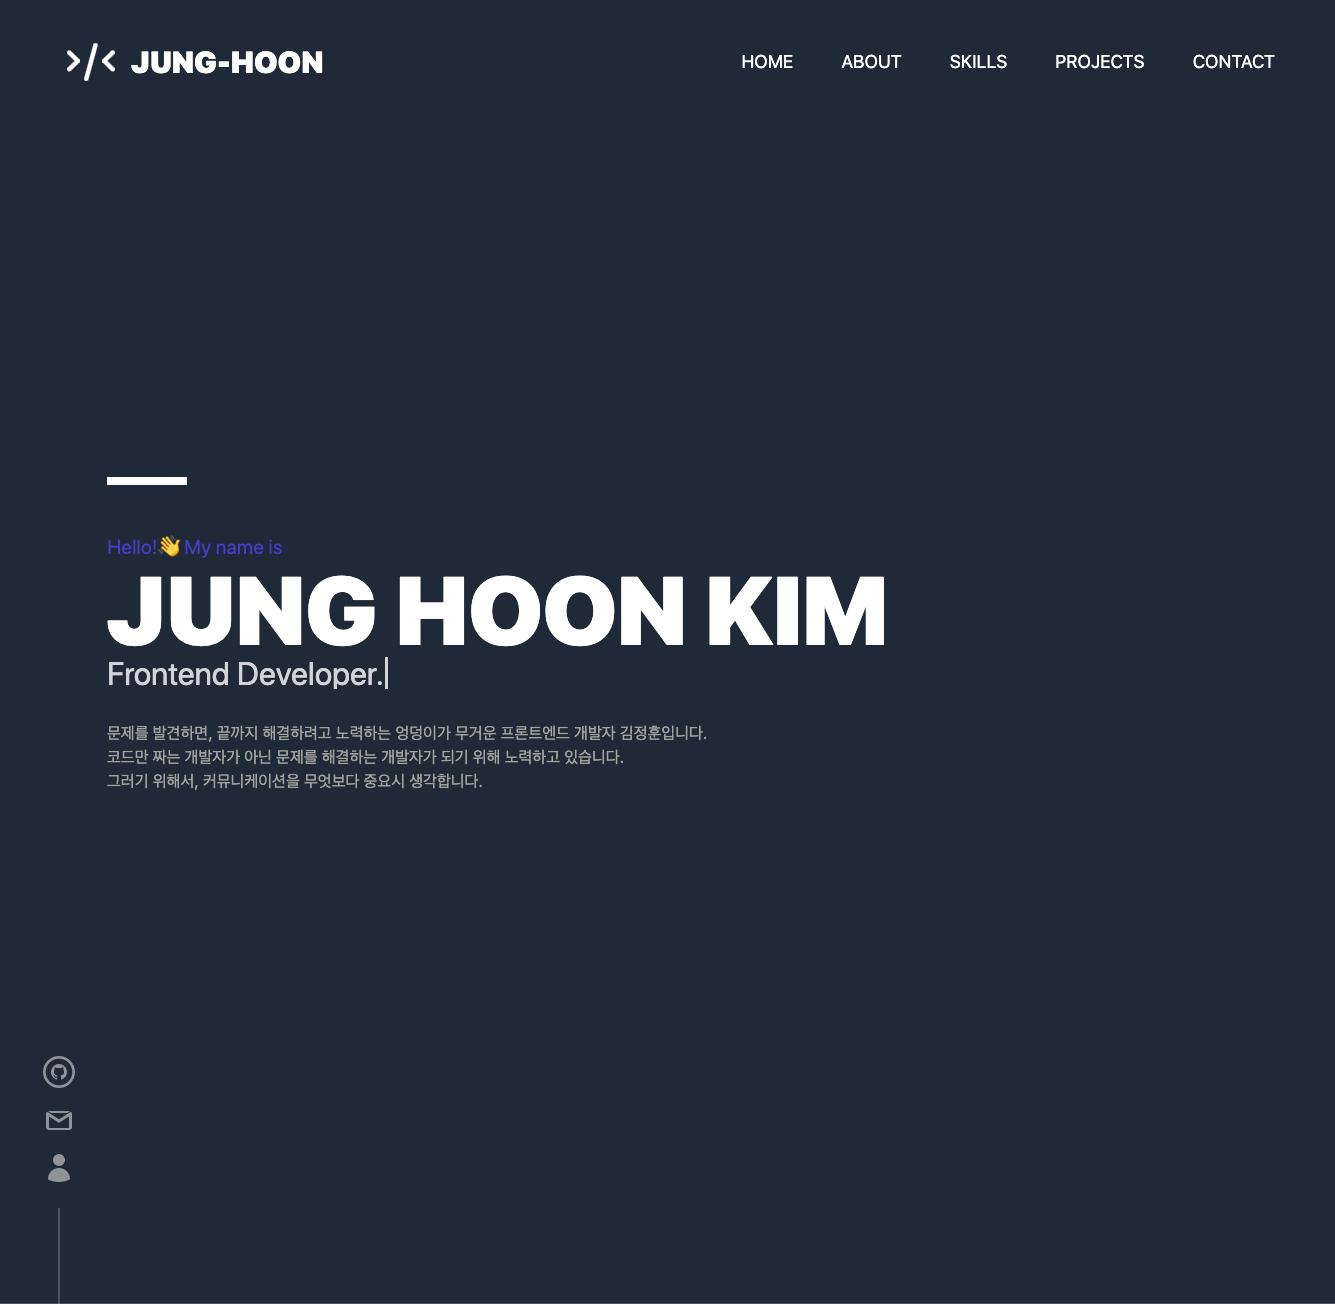 >/< JUNG-HOON
HOME ABOUT SKILLS PROJECTS CONTACT
Hello!👋My name is
JUNG HOON KIM
Frontend Developer.|
문제를 발견하면, 끝까지 해결하려고 노력하는 엉덩이가 무거운 프론트엔드 개발자 김정훈입니다.
코드만 짜는 개발자가 아닌 문제를 해결하는 개발자가 되기 위해 노력하고 있습니다.
그러기 위해서, 커뮤니케이션을 무엇보다 중요시 생각합니다.